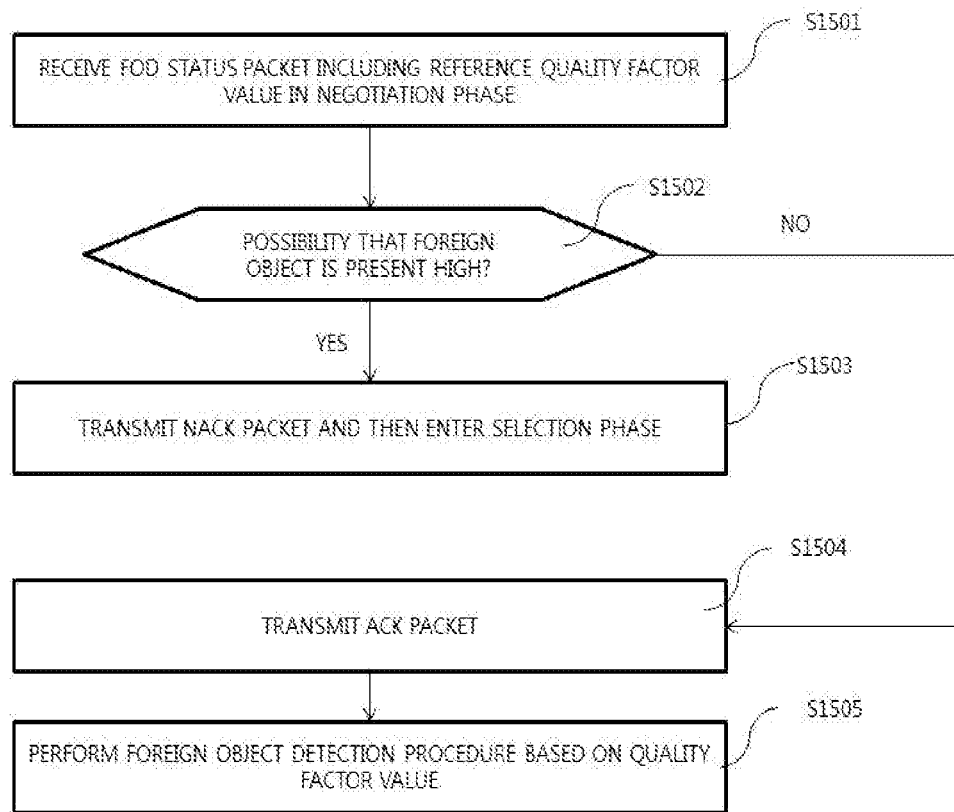 S1501
RECEIVE FOD STATUS PACKET INCLUDING REFERENCE QUALITY FACTOR
VALUE IN NEGOTIATION PHASE
S1502
NO
POSSIBILITY THAT FOREIGN
OBJECT IS PRESENT HIGH?
YES
S1503
TRANSMIT NACK PACKET AND THEN ENTER SELECTION PHASE
S1504
TRANSMIT ACK PACKET
S1505
PERFORM FOREIGN OBJECT DETECTION PROCEDURE BASED ON QUALITY
FACTOR VALUE